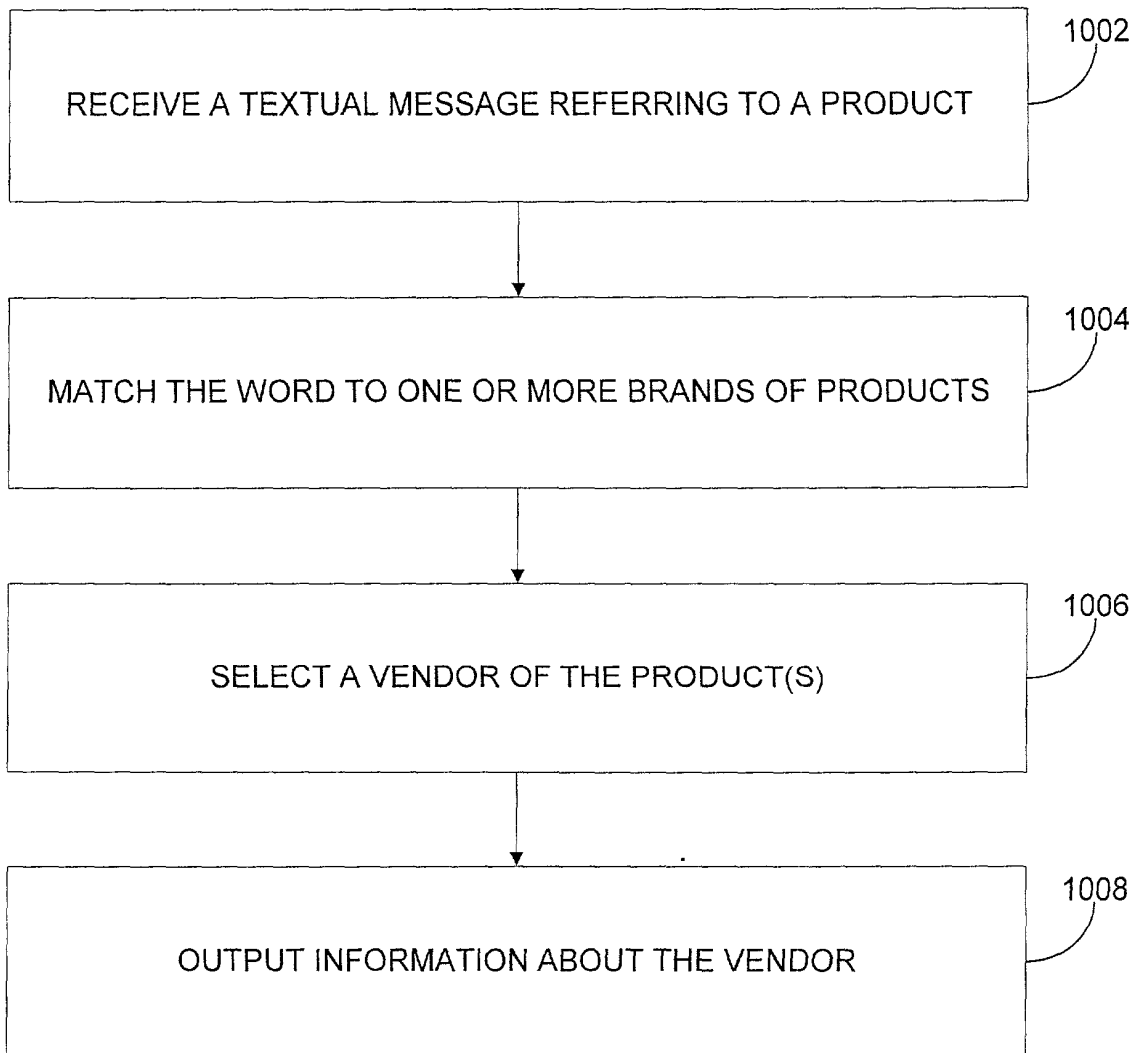 1002
RECEIVE A TEXTUAL MESSAGE REFERRING TO A PRODUCT
1004
MATCH THE WORD TO ONE OR MORE BRANDS OF PRODUCTS
1006
SELECT A VENDOR OF THE PRODUCT(S)
1008
OUTPUT INFORMATION ABOUT THE VENDOR